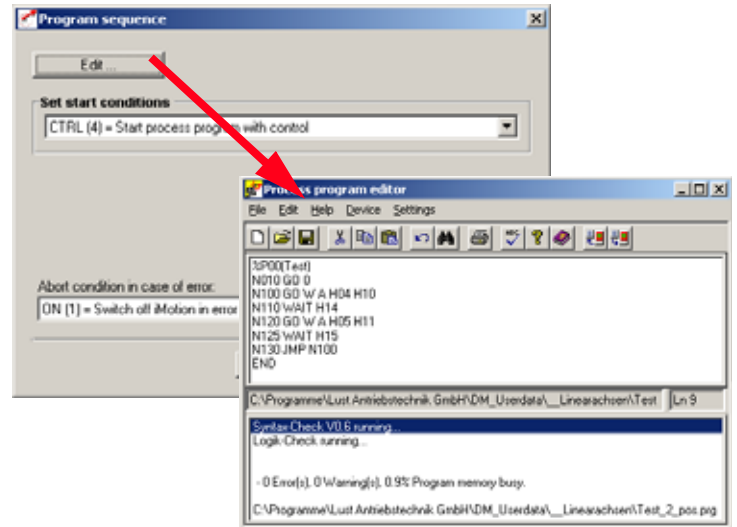 Program sequence
Edit ...
Set start conditions
CTRL (4) = Start process program with control
Abort condition in case of error:
ON (1) = Switch off iMotion in error
Process program editor
File Edit Help Device Settings
%P00(Test)
N010 GO 0
N100 GO W A H04 H10
N110 WAIT H14
N120 GO W A H05 H11
N125 WAIT H15
N130 JMP N100
END
C:\Programme\Lust Antriebstechnik GmbH\DM_Userdata\__Linearachsen\Test Ln 9
Syntax-Check V0.6 running...
Logik-Check running...
- 0 Error(s), 0 Warning(s), 0.9% Program memory busy.
C:\Programme\Lust Antriebstechnik GmbH\DM_Userdata\__Linearachsen\Test_2_pos.prg